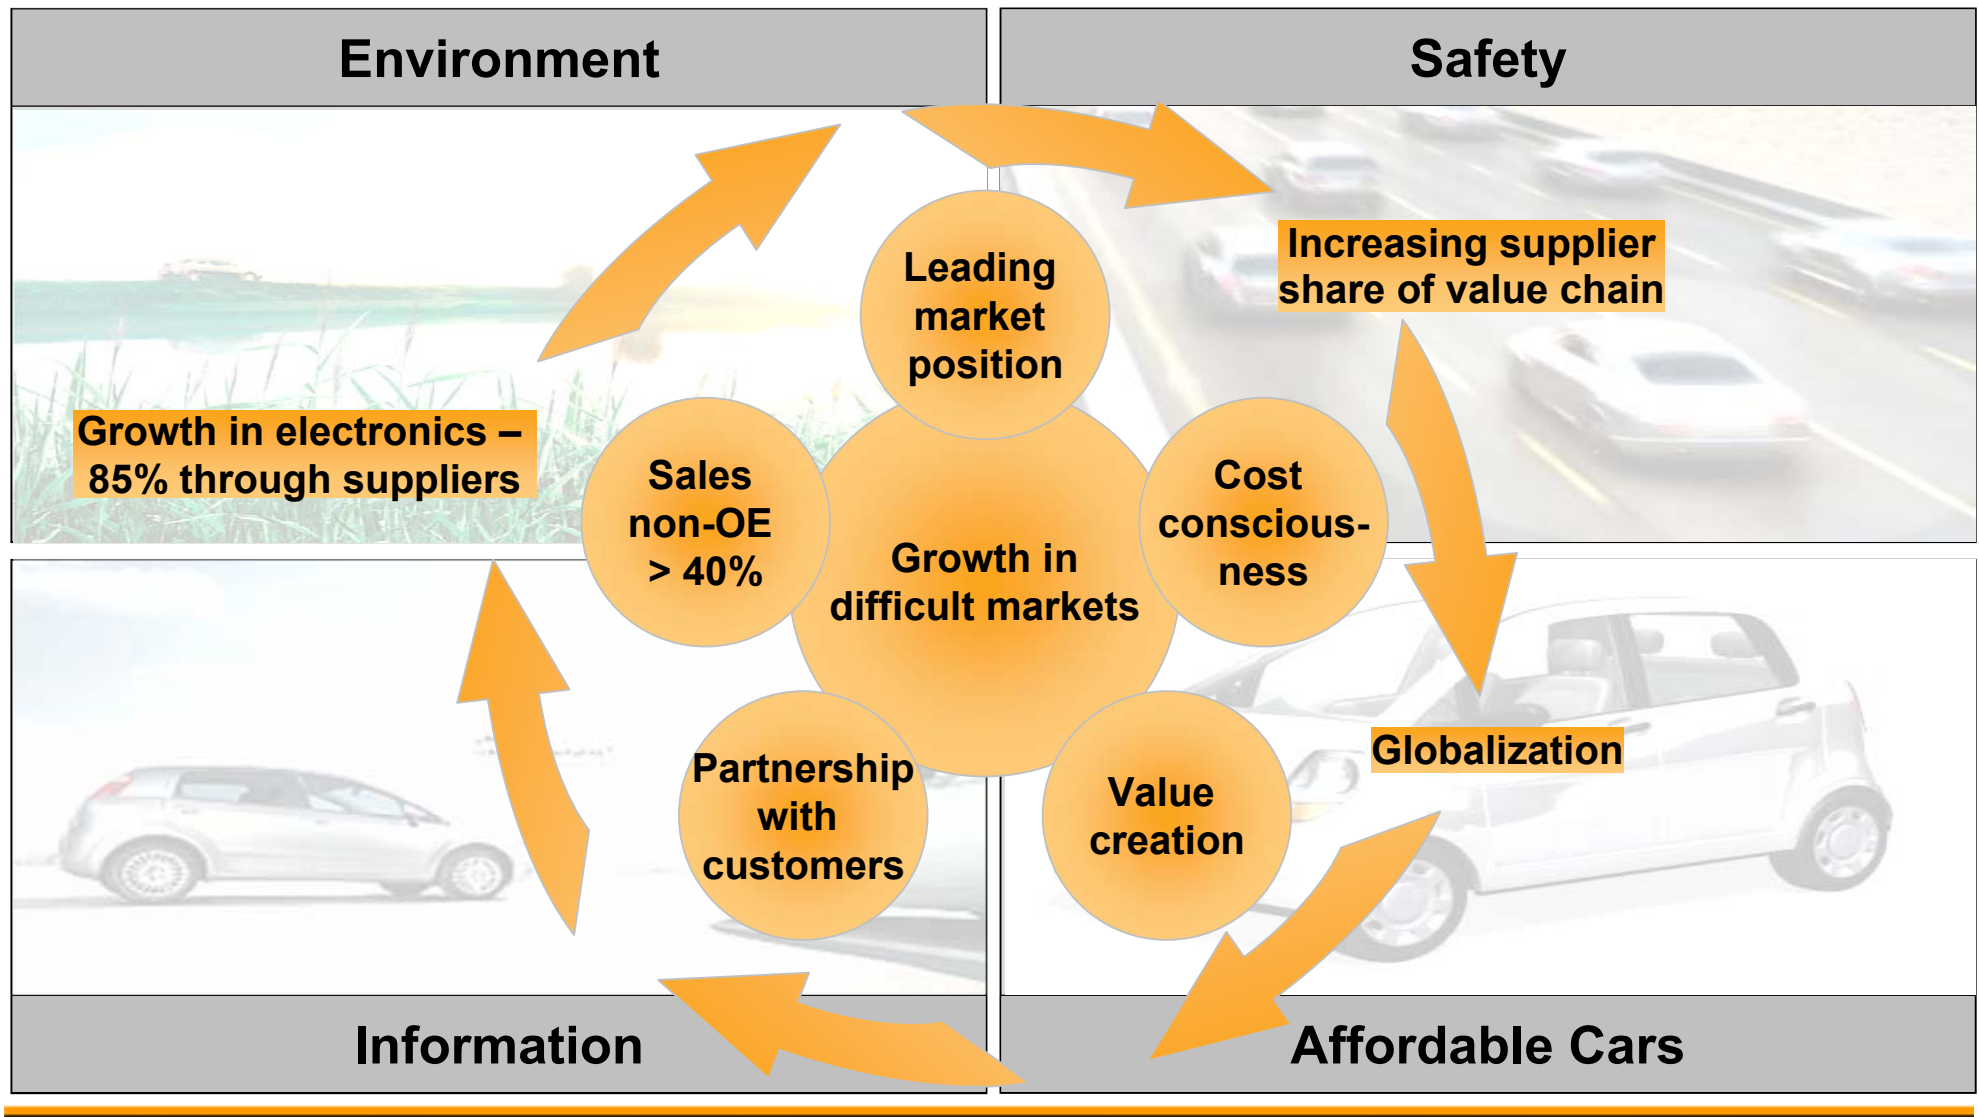 Environment
Safety
Increasing supplier
share of value chain
Leading
market
position
Growth in electronics –
85% through suppliers
Sales
non-OE
> 40%
Cost
conscious-
ness
Growth in
difficult markets
Globalization
Partnership
with
customers
Value
creation
Information
Affordable Cars